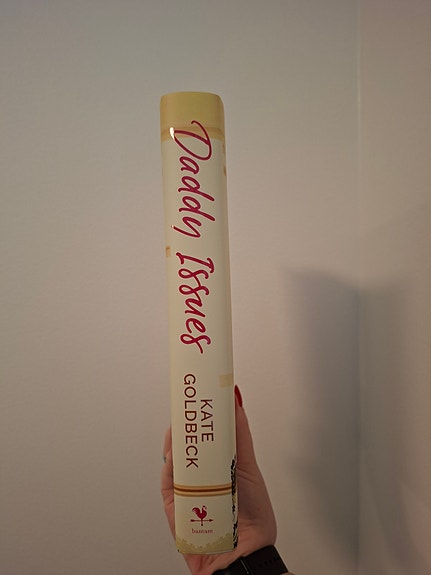 Daddy Issues
KATE
GOLDBECK
bantam